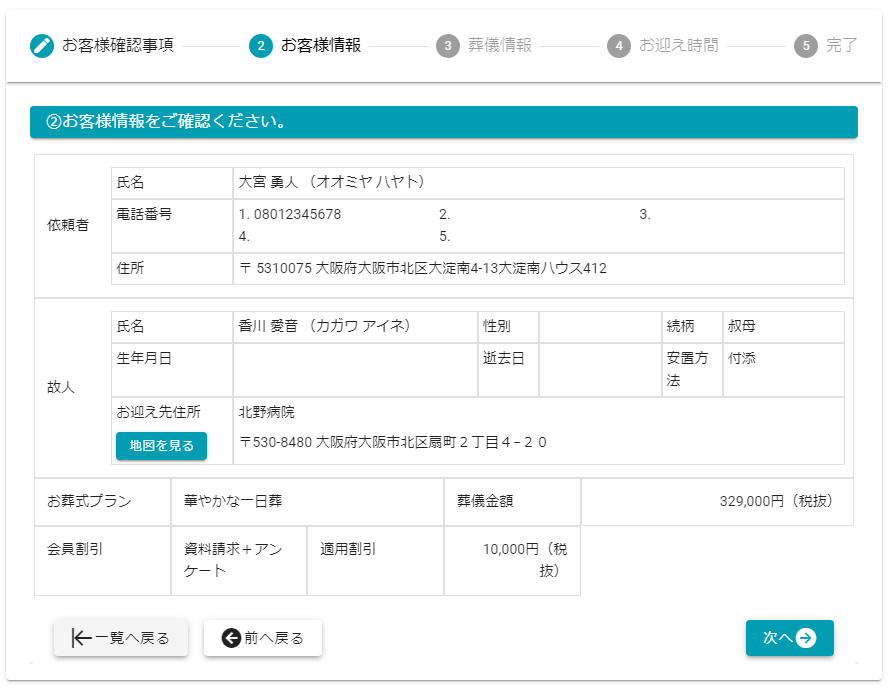 お客様確認事項
2 お客様情報
3 葬儀情報
4 お迎え時間
5 完了
②お客様情報をご確認ください。
依頼者
氏名
大宮 勇人 （オオミヤ ハヤト）
電話番号
1. 08012345678
2.
3.
4.
5.
住所
〒 5310075 大阪府大阪市北区大淀南4-13大淀南ハウス412
故人
氏名
香川 愛音 （カガワ アイネ）
性別
続柄
叔母
生年月日
逝去日
安置方
法
付添
お迎え先住所
地図を見る
北野病院
〒530-8480 大阪府大阪市北区扇町２丁目４−２０
お葬式プラン
華やかな一日葬
葬儀金額
329,000円（税抜）
会員割引
資料請求＋アン
ケート
適用割引
10,000円（税
抜）
一覧へ戻る
前へ戻る
次へ